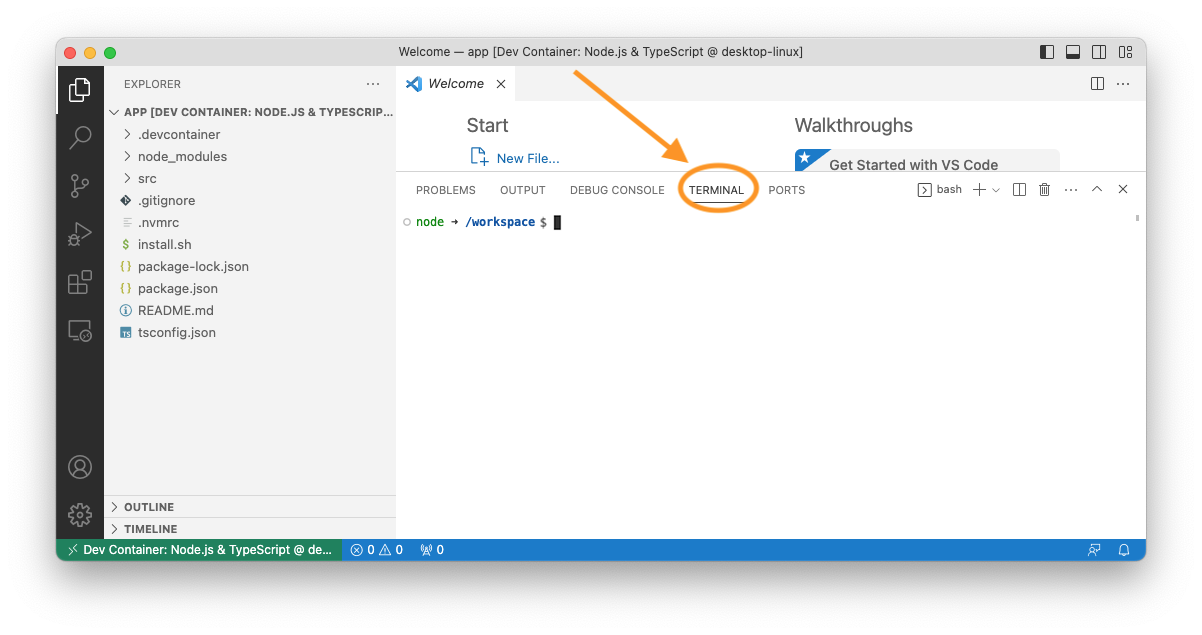 Welcome — app [Dev Container: Node.js & TypeScript @ desktop-linux]
EXPLORER
APP [DEV CONTAINER: NODE.JS & TYPESCRIP...
.devcontainer
node_modules
src
.gitignore
.nvmrc
$ install.sh
{} package-lock.json
{} package.json
README.md
TS tsconfig.json
OUTLINE
TIMELINE
Welcome
Start
New File...
Walkthroughs
Get Started with VS Code
PROBLEMS OUTPUT DEBUG CONSOLE TERMINAL PORTS bash
node ➜ /workspace $
Dev Container: Node.js & TypeScript @ de... 0 0 0